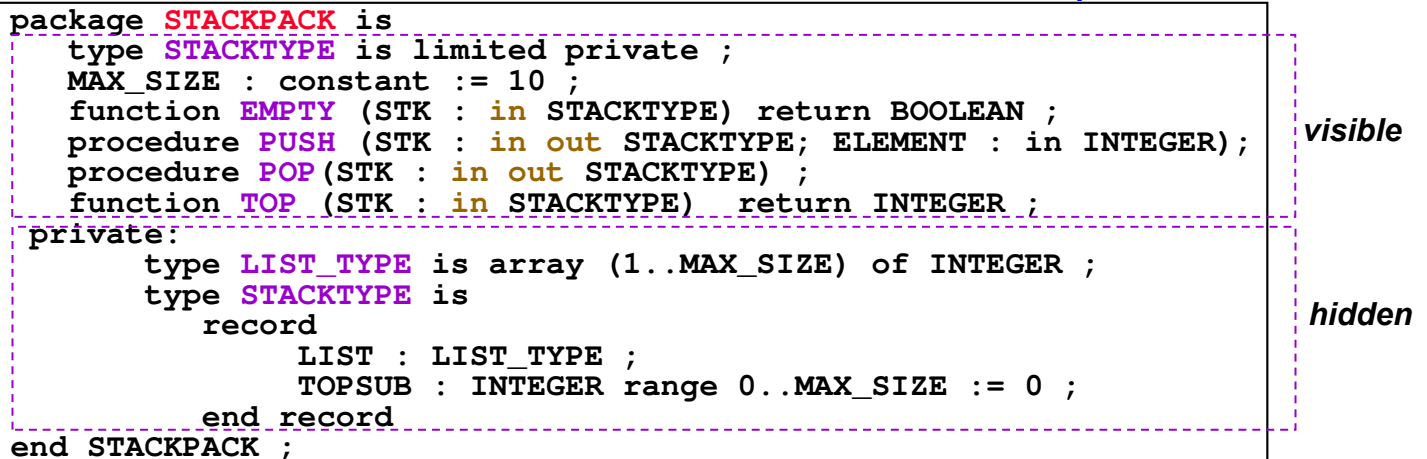 package STACKPACK is
type STACKTYPE is limited private ;
MAX_SIZE : constant := 10 ;
function EMPTY (STK : in STACKTYPE) return BOOLEAN ;
procedure PUSH (STK : in out STACKTYPE; ELEMENT : in INTEGER);
visible
procedure POP(STK : in out STACKTYPE) ;
function TOP (STK : in STACKTYPE) return INTEGER ;
private:
type LIST_TYPE is array (1..MAX_SIZE) of INTEGER ;
type STACKTYPE is
record
hidden
LIST : LIST_TYPE ;
TOPSUB : INTEGER range 0..MAX_SIZE := 0 ;
end record
end STACKPACK ;